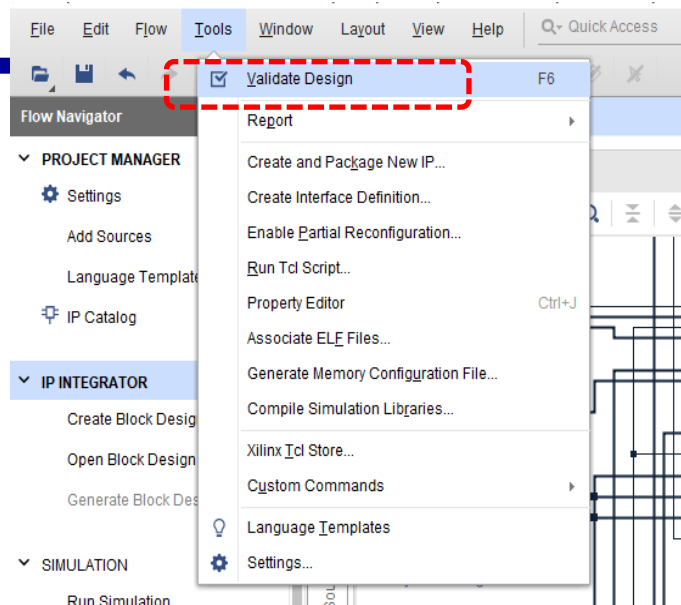 File Edit Flow Tools Window Layout View Help Quick Access
Validate Design F6
Flow Navigator
Report
PROJECT MANAGER
Create and Package New IP...
Settings
Create Interface Definition...
Add Sources
Enable Partial Reconfiguration...
Language Template
Run Tcl Script...
IP Catalog
Property Editor Ctrl+J
Associate ELF Files...
IP INTEGRATOR
Generate Memory Configuration File...
Create Block Desig
Compile Simulation Libraries...
Open Block Design
Xilinx Tcl Store...
Generate Block Des
Custom Commands
Language Templates
SIMULATION
Settings...
Run Simulation